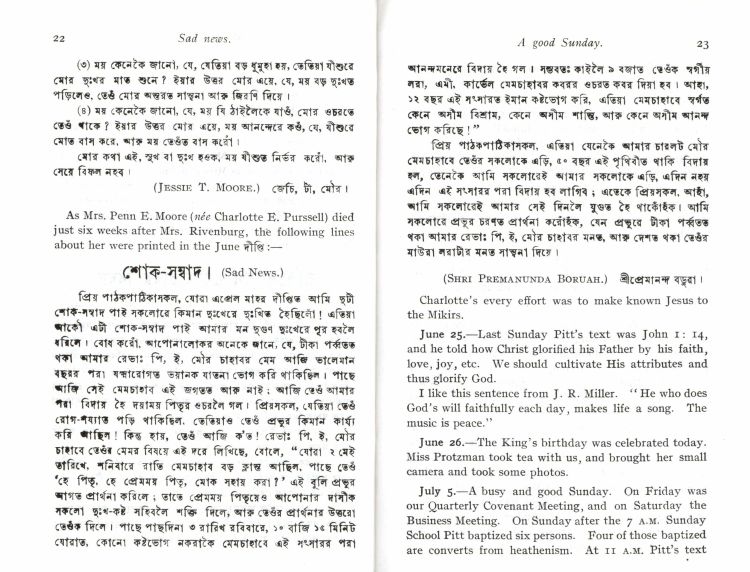 22 Sad news.
(৩) ময় কেনেকৈ জানো, যে, যেতিয়া বড় ধুমুহা হয়, তেতিয়া যীশুৱে
মোৰ দুঃখৰ মাত শুনে ? ইয়াৰ উত্তৰ মোৰ এয়ে, যে, ময় বড় দুঃখত
পড়িলেও, তেওঁ মোৰ অন্তৰত সান্ত্বনা আৰু জিৰণি দিয়ে ।
(৪) ময় কেনেকৈ জানো, যে, ময় যি ঠাইলৈকে যাওঁ, মোৰ ওচৰতে
তেওঁ থাকে ? ইয়াৰ উত্তৰ মোৰ এয়ে, ময় আনন্দেৰে কওঁ, যে, যীশুৱে
মোত বাস কৰে, আৰু ময় তেওঁত বাস কৰোঁ ।
মোৰ কথা এই, সুখ বা দুঃখ হওক, ময় যীশুত নিৰ্ভৰ কৰোঁ, আৰু
সেয়ে বিফল নহব ।
(JESSIE T. MOORE.) জেচি, টা, মৌৰ ।
As Mrs. Penn E. Moore (née Charlotte E. Purssell) died
just six weeks after Mrs. Rivenburg, the following lines
about her were printed in the June দীপ্তি :—
শোক-সম্বাদ । (Sad News.)
প্ৰিয় পাঠকপাঠিকাসকল, যোৱা এপ্ৰেল মাহৰ দীপ্তিত আমি দুটা
শোক-সম্বাদ পাই সকলোৱে কিমান দুঃখেৰে দুঃখিত হৈছিলোঁ ! এতিয়া
আকৌ এটা শোক-সম্বাদ পাই আমাৰ মন দুগুণ দুঃখেৰে পূৰ হবলৈ
ধৰিলে । বোধ কৰোঁ, আপোনালোকৰ অনেকে জানে, যে, টীকা পৰ্ব্বতত
থকা আমাৰ ৰেভাঃ পি, ই, মৌৰ চাহাবৰ মেম আজি ভালেমান
বছৰৰ পৰা যক্ষ্মাৰোগত ভয়ানক যাতনা ভোগ কৰি থাকিছিল । পাছে
আজি সেই মেমচাহাব এই জগতত আৰু নাই ; আজি তেওঁ আমাৰ
পৰা বিদায় হৈ দয়াময় পিতৃৰ ওচৰলৈ গল । প্ৰিয়সকল, যেতিয়া তেওঁ
ৰোগ-শয্যাত পড়ি থাকিছিল, তেতিয়াও তেওঁ প্ৰভুৰ কিমান কাৰ্য্য
কৰি আছিল ! কিন্তু হায়, তেওঁ আজি ক'ত ! ৰেভাঃ পি, ই, মৌৰ
চাহাবে তেওঁৰ মেমৰ বিষয়ে এই দৰে লিখিছে, বোলে, "যোৱা ২ মেই
তাৰিখে, শনিবাৰে ৰাতি মেমচাহাব বড় ক্লান্ত আছিল, পাছে তেওঁ
'হে পিতৃ, হে প্ৰেমময় পিতৃ, মোক সহায় কৰা ?' এই বুলি প্ৰভুৰ
আগত প্ৰাৰ্থনা কৰিলে ; তাতে প্ৰেমময় পিতৃয়েও আপোনাৰ দাসীক
সকলো দুঃখ-কষ্ট সহিবলৈ শক্তি দিলে, আৰু তেওঁৰ প্ৰাৰ্থনাৰ উত্তৰো
তেওঁক দিলে । পাছে পাছদিনা ৩ ৰাৰিখ ৰবিবাৰে, ১০ বাজি ১৫ মিনিট
যোৱাত, কোনো কষ্টভোগ নকৰাকৈ মেমচাহাবে এই সংসাৰৰ পৰা
A good Sunday. 23
আনন্দমনেৰে বিদায় হৈ গল । সম্ভবতঃ কাইলৈ ৯ বজাত তেওঁক স্বৰ্গীয়
লৰা, এমী, কাৰ্ভেল মেমচাহাবৰ কবৰৰ ওচৰত কবৰ দিয়া হব । আহা,
১২ বছৰ এই সংসাৰত ইমান কষ্টভোগ কৰি, এতিয়া মেমচাহাবে স্বৰ্গত
কেনে অসীম বিশ্ৰাম, কেনে অসীম শান্তি, আৰু কেনে অসীম আনন্দ
ভোগ কৰিছে !"
প্ৰিয় পাঠকপাঠিকাসকল, এতিয়া যেনেকৈ আমাৰ চাৰলট মৌৰ
মেমচাহাবে তেওঁৰ সকলোকে এড়ি, ৫০ বছৰ এই পৃথিবীত থাকি বিদায়
হল, তেনেকৈ আমি সকলোৱেই আমাৰ সকলোকে এড়ি, এদিন নহয়
এদিন এই সংসাৰৰ পৰা বিদায় হব লাগিব ; এতেকে প্ৰিয়সকল, আহাঁ,
আমি সকলোৱেই আমাৰ সেই দিনলৈ যুগুত হৈ থাকোঁহক । আমি
সকলোৱে প্ৰভুৰ চৰণত প্ৰাৰ্থনা কৰোঁহক, যেন প্ৰভুৱে টীকা পৰ্ব্বতত
থকা আমাৰ ৰেভাঃ পি, ই, মৌৰ চাহাবৰ মনত, আৰু দেশত থকা তেওঁৰ
মাউৰা লৰাটাৰ মনত সান্ত্বনা দিয়ে ।
(SHRI PREMANUNDA BORUAH.) শ্ৰীপ্ৰেমানন্দ বড়ুৱা ।
Charlotte's every effort was to make known Jesus to
the Mikirs.
June 25.—Last Sunday Pitt's text was John 1 : 14,
and he told how Christ glorified his Father by his faith,
love, joy, etc. We should cultivate His attributes and
thus glorify God.
I like this sentence from J. R. Miller. "He who does
God's will faithfully each day, makes life a song. The
music is peace."
June 26.—The King's birthday was celebrated today.
Miss Protzman took tea with us, and brought her small
camera and took some photos.
July 5.—A busy and good Sunday. On Friday was
our Quarterly Covenant Meeting, and on Saturday the
Business Meeting. On Sunday after the 7 A.M. Sunday
School Pitt baptized six persons. Four of those baptized
are converts from heathenism. At 11 A.M. Pitt's text